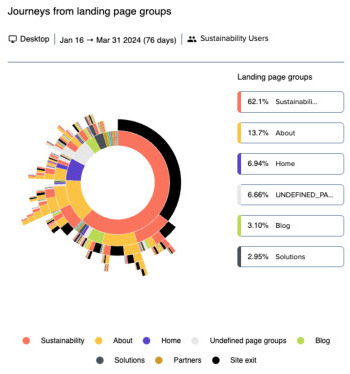 Journeys from landing page groups
Desktop | Jan 16 → Mar 31 2024 (76 days) | Sustainability Users
Landing page groups
62.1% Sustainabili...
13.7% About
6.94% Home
6.66% UNDEFINED_PA...
3.10% Blog
2.95% Solutions
Sustainability About Home Undefined page groups Blog
Solutions Partners Site exit